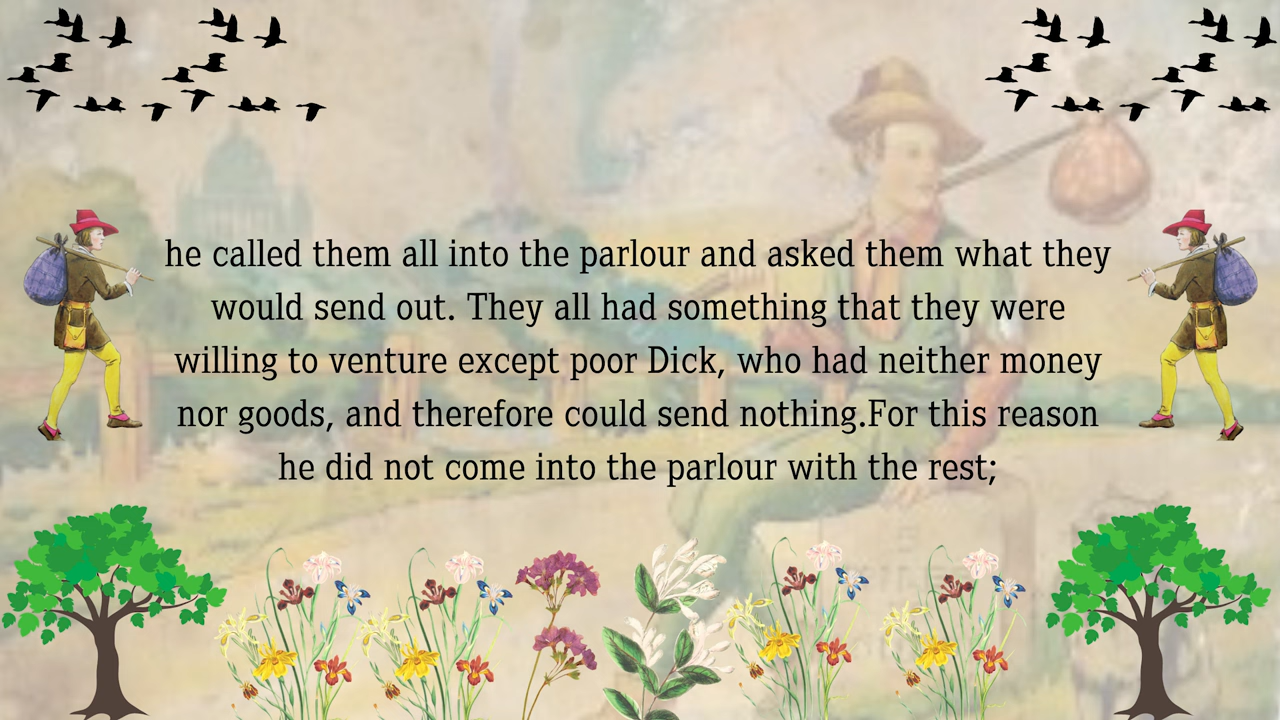 he called them all into the parlour and asked them what they
would send out. They all had something that they were
willing to venture except poor Dick, who had neither money
nor goods, and therefore could send nothing.For this reason
he did not come into the parlour with the rest;